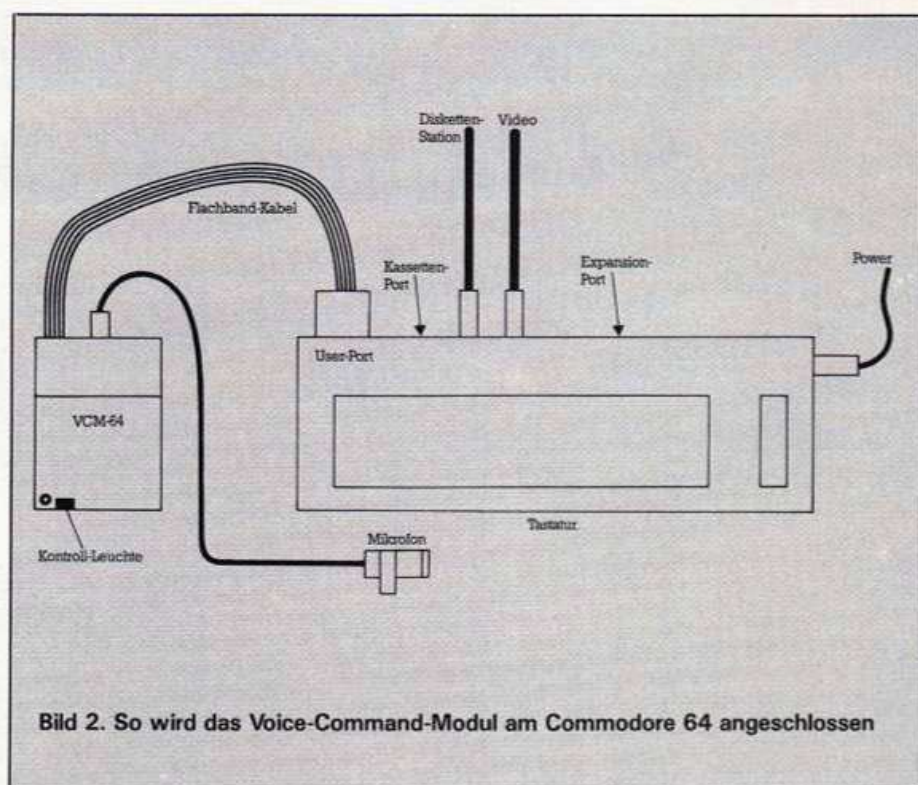 Disketten-
Station
Video
Flachband-Kabel
Kassetten-
Port
Expansion-
Port
Power
User-Port
VCM-64
Kontroll-Leuchte
Mikrofon
Tastatur
Bild 2. So wird das Voice-Command-Modul am Commodore 64 angeschlossen